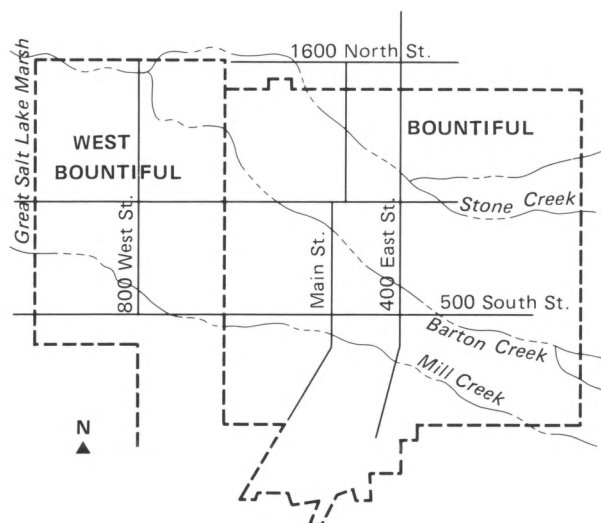 1600 North St.
Great Salt Lake Marsh
WEST
BOUNTIFUL
BOUNTIFUL
Stone Creek
800 West St.
Main St.
400 East St.
500 South St.
Barton Creek
Mill Creek
N